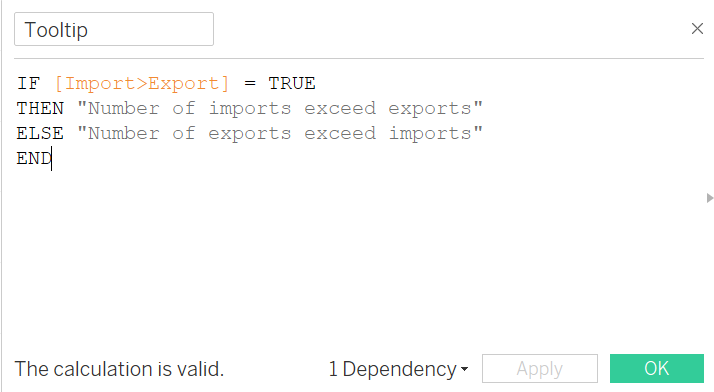 Tooltip
IF [Import>Export] = TRUE
THEN "Number of imports exceed exports"
ELSE "Number of exports exceed imports"
END
The calculation is valid.
1 Dependency
Apply
OK